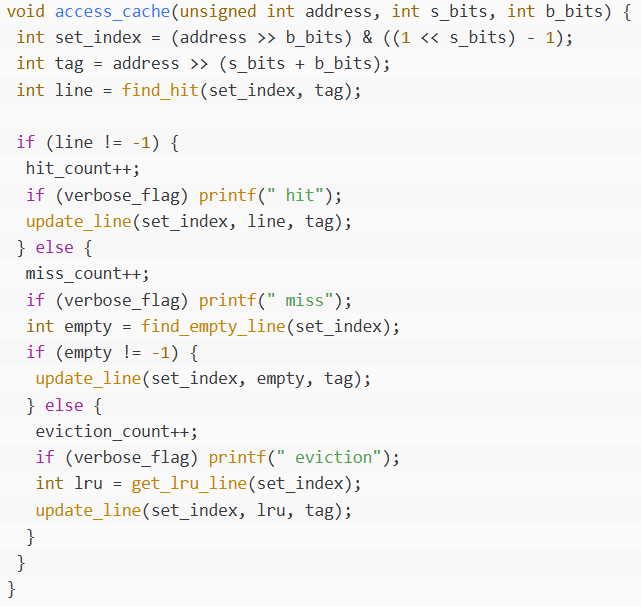 void access_cache(unsigned int address, int s_bits, int b_bits) {
 int set_index = (address >> b_bits) & ((1 << s_bits) - 1);
 int tag = address >> (s_bits + b_bits);
 int line = find_hit(set_index, tag);

 if (line != -1) {
  hit_count++;
  if (verbose_flag) printf(" hit");
  update_line(set_index, line, tag);
 } else {
  miss_count++;
  if (verbose_flag) printf(" miss");
  int empty = find_empty_line(set_index);
  if (empty != -1) {
   update_line(set_index, empty, tag);
  } else {
   eviction_count++;
   if (verbose_flag) printf(" eviction");
   int lru = get_lru_line(set_index);
   update_line(set_index, lru, tag);
  }
 }
}